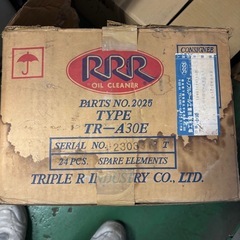 RRR
OIL CLEANER
CONSIGNEE
PARTS NO. 2025
TYPE
TR-A30E
SERIAL NO. 2303 T
24 PCS. SPARE ELEMENTS
TRIPLE R INDUSTRY CO., LTD.